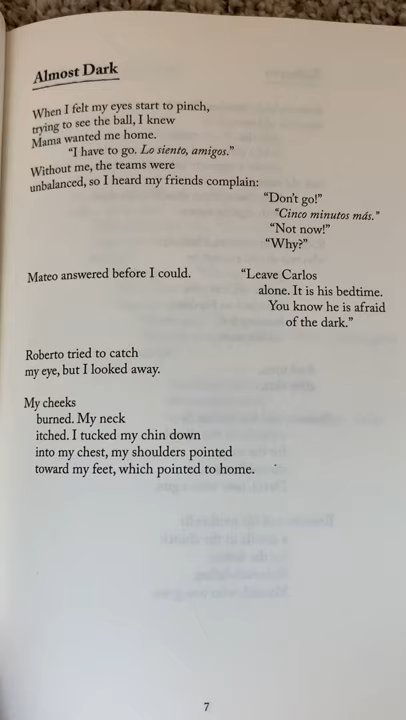 Almost Dark
When I felt my eyes start to pinch,
trying to see the ball, I knew
Mama wanted me home.
"I have to go. Lo siento, amigos."
Without me, the teams were
unbalanced, so I heard my friends complain:
"Don't go!"
"Cinco minutos más."
"Not now!"
"Why?"
Mateo answered before I could. "Leave Carlos
alone. It is his bedtime.
You know he is afraid
of the dark."
Roberto tried to catch
my eye, but I looked away.
My cheeks
burned. My neck
itched. I tucked my chin down
into my chest, my shoulders pointed
toward my feet, which pointed to home.
7